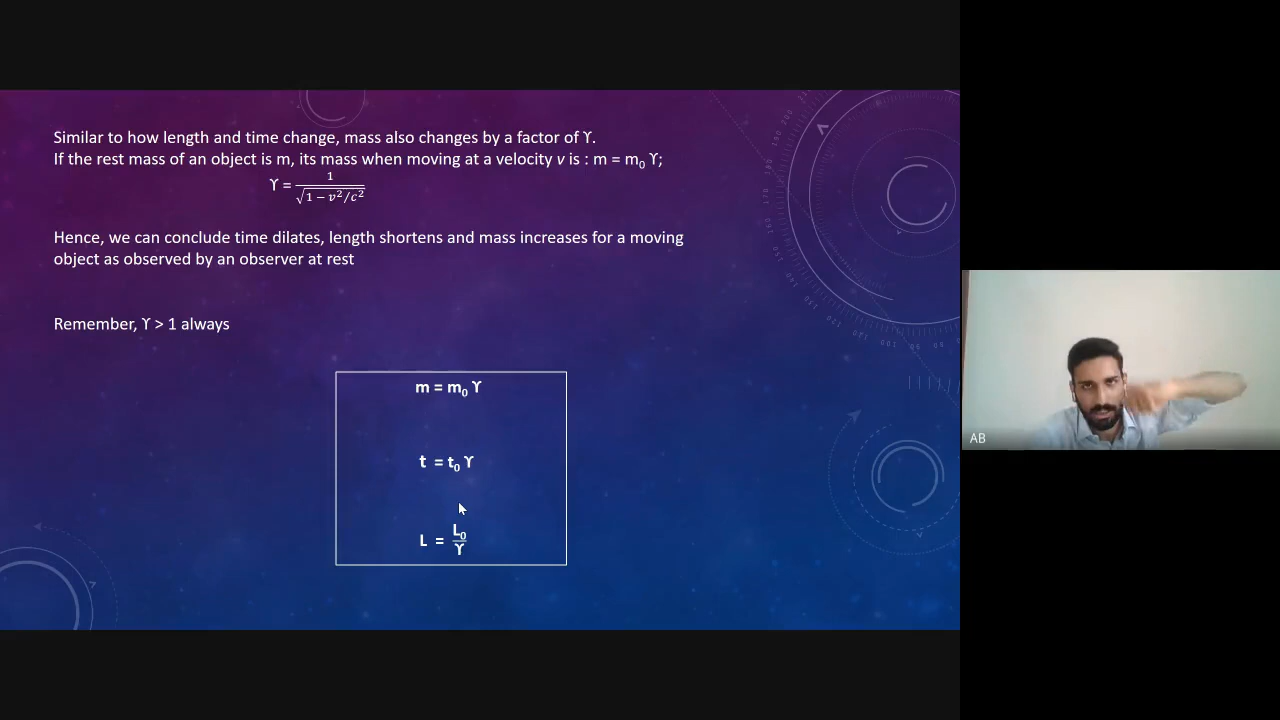 Similar to how length and time change, mass also changes by a factor of ϒ.
If the rest mass of an object is m, its mass when moving at a velocity v is : m = m₀ ϒ;
ϒ = 1/√(1 − v²/c²)
Hence, we can conclude time dilates, length shortens and mass increases for a moving
object as observed by an observer at rest
Remember, ϒ > 1 always
m = m₀ ϒ
t = t₀ ϒ
L = L₀/ϒ
AB